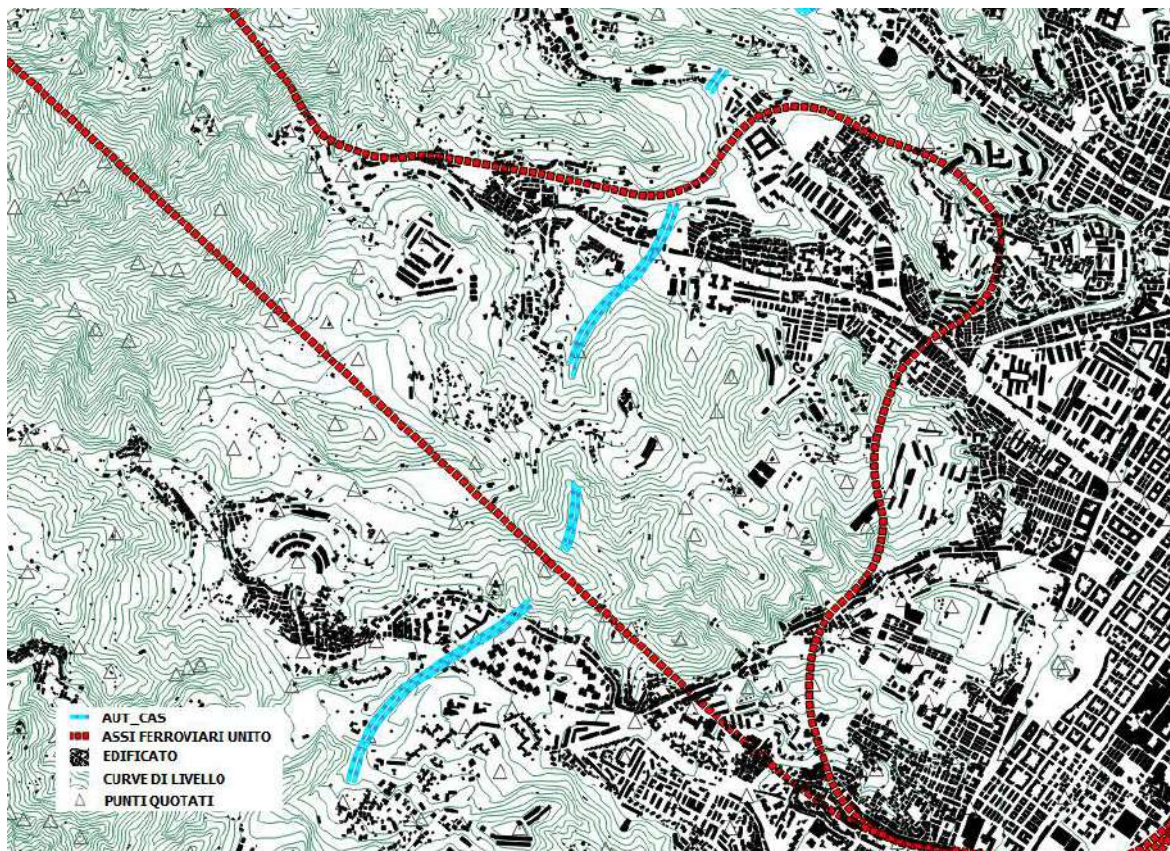 AUT_CAS
ASSI FERROVIARI UNITO
EDIFICATO
CURVE DI LIVELLO
PUNTI QUOTATI